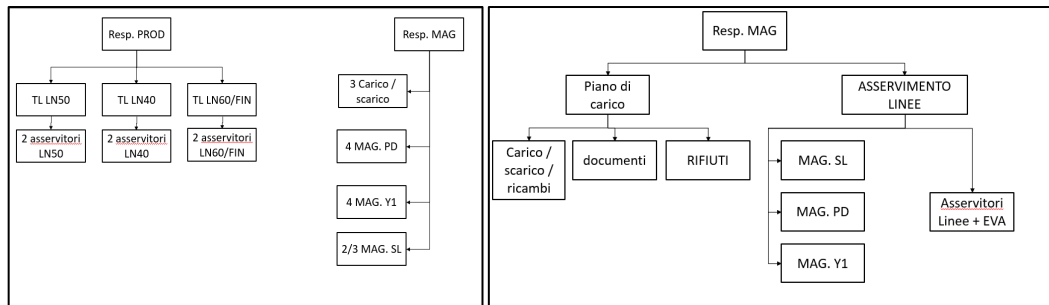 Resp. PROD
TL LN50
TL LN40
TL LN60/FIN
2 asservitori
LN50
2 asservitori
LN40
2 asservitori
LN60/FIN
Resp. MAG
3 Carico /
scarico
4 MAG. PD
4 MAG. Y1
2/3 MAG. SL
Resp. MAG
Piano di
carico
ASSERVIMENTO
LINEE
Carico /
scarico /
ricambi
documenti
RIFIUTI
MAG. SL
MAG. PD
MAG. Y1
Asservitori
Linee + EVA